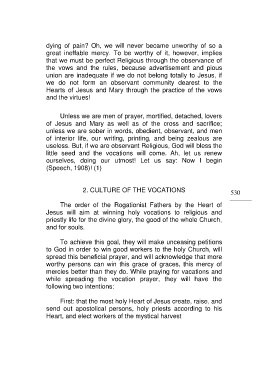 dying of pain? Oh, we will never became unworthy of so a
great ineffable mercy. To be worthy of it, however, implies
that we must be perfect Religious through the observance of
the vows and the rules, because advertisement and pious
union are inadequate if we do not belong totally to Jesus, if
we do not form an observant community dearest to the
Hearts of Jesus and Mary through the practice of the vows
and the virtues!
Unless we are men of prayer, mortified, detached, lovers
of Jesus and Mary as well as of the cross and sacrifice;
unless we are sober in words, obedient, observant, and men
of interior life, our writing, printing, and being zealous are
useless. But, if we are observant Religious, God will bless the
little seed and the vocations will come. Ah, let us renew
ourselves, doing our utmost! Let us say: Now I begin
(Speech, 1908)! (1)
2. CULTURE OF THE VOCATIONS
530
The order of the Rogationist Fathers by the Heart of
Jesus will aim at winning holy vocations to religious and
priestly life for the divine glory, the good of the whole Church,
and for souls.
To achieve this goal, they will make unceasing petitions
to God in order to win good workers to the holy Church, will
spread this beneficial prayer, and will acknowledge that more
worthy persons can win this grace of graces, this mercy of
mercies better than they do. While praying for vacations and
while spreading the vocation prayer, they will have the
following two intentions;
First: that the most holy Heart of Jesus create, raise, and
send out apostolical persons, holy priests according to his
Heart, and elect workers of the mystical harvest